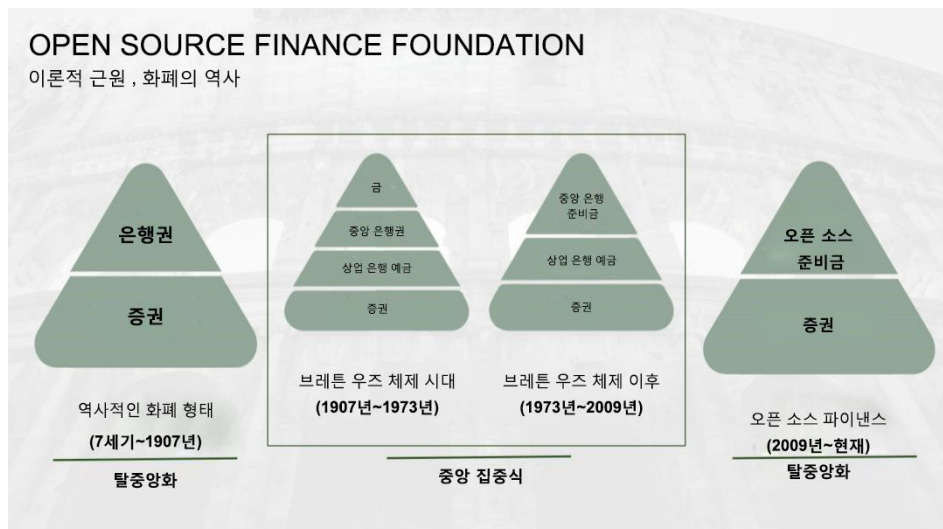 OPEN SOURCE FINANCE FOUNDATION
이론적 근원 , 화폐의 역사
은행권
증권
역사적인 화폐 형태
(7세기~1907년)
탈중앙화
금
중앙 은행권
상업 은행 예금
증권
브레튼 우즈 체제 시대
(1907년~1973년)
중앙 은행
준비금
상업 은행 예금
증권
브레튼 우즈 체제 이후
(1973년~2009년)
중앙 집중식
오픈 소스
준비금
증권
오픈 소스 파이낸스
(2009년~현재)
탈중앙화